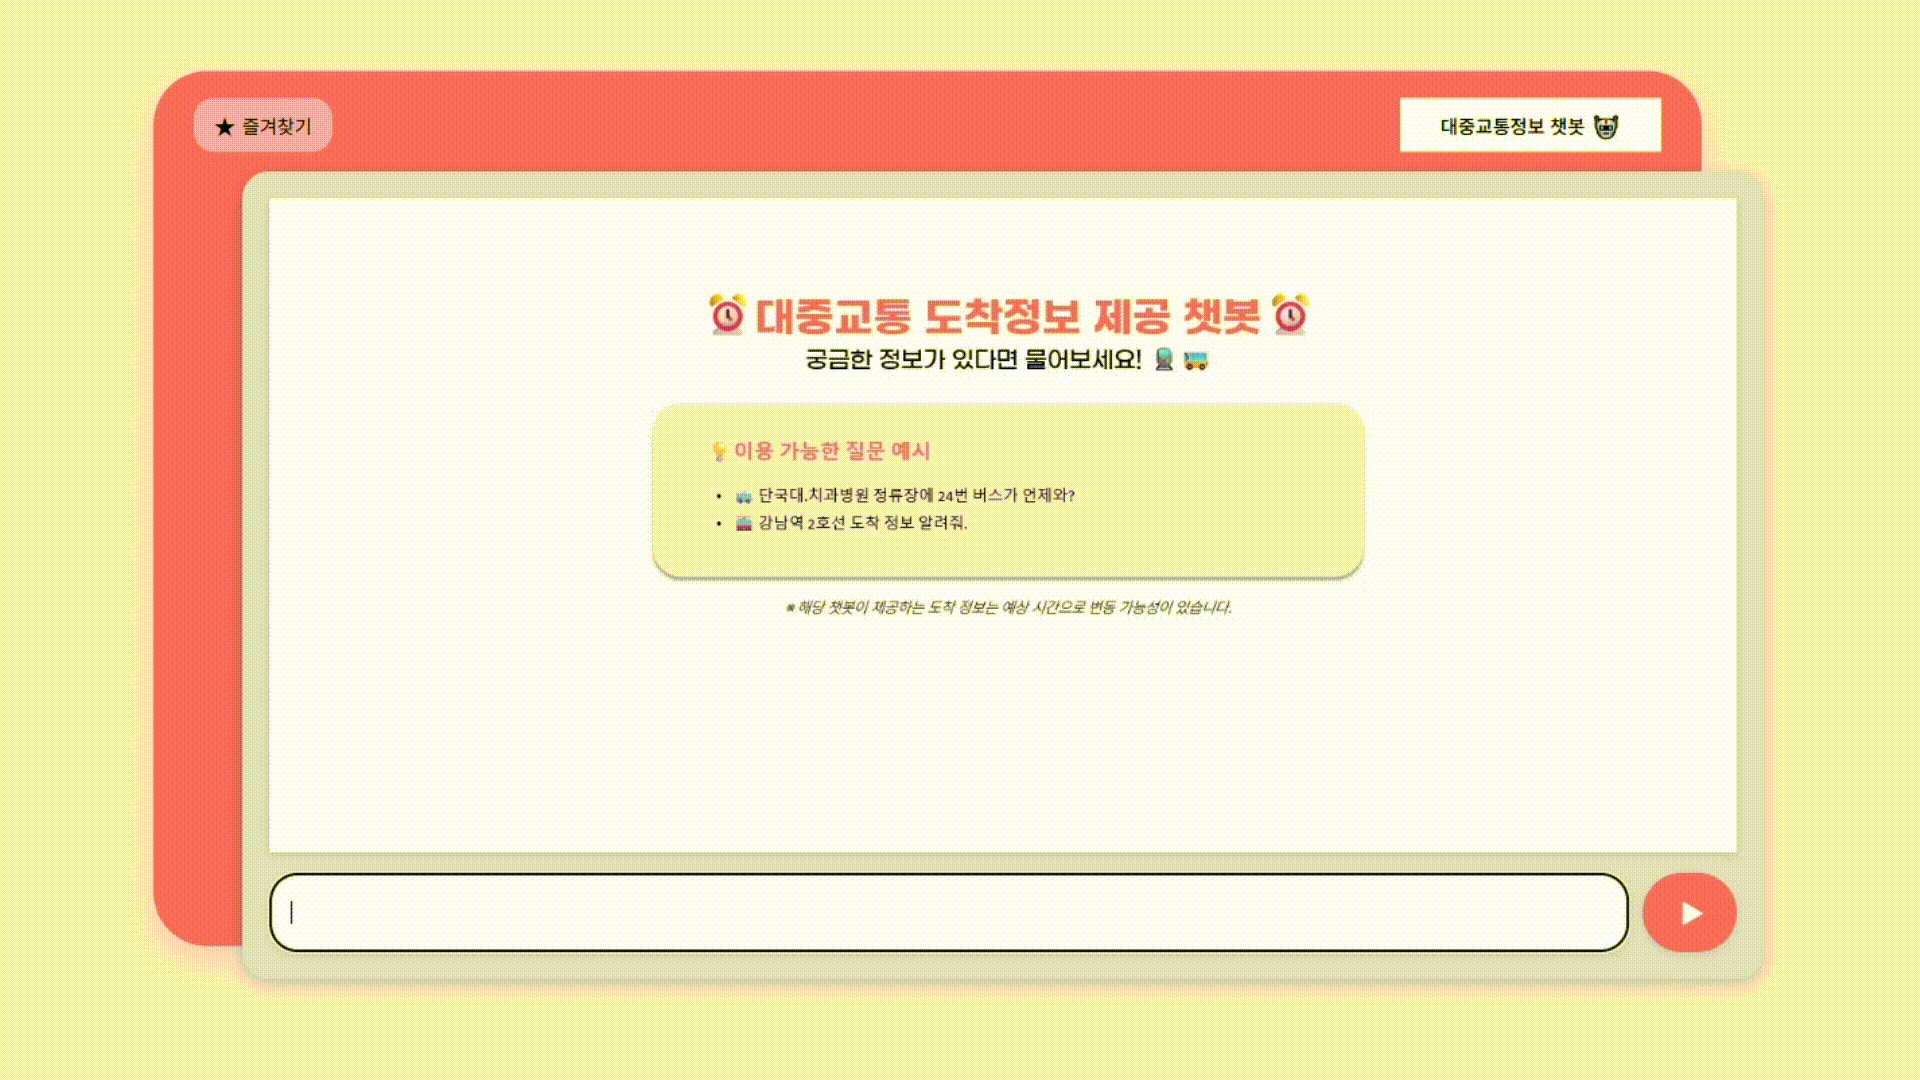 ★ 즐겨찾기
대중교통정보 챗봇
대중교통 도착정보 제공 챗봇
궁금한 정보가 있다면 물어보세요!
이용 가능한 질문 예시
• 단국대.치과병원 정류장에 24번 버스가 언제와?
• 강남역 2호선 도착 정보 알려줘.
※ 해당 챗봇이 제공하는 도착 정보는 예상 시간으로 변동 가능성이 있습니다.